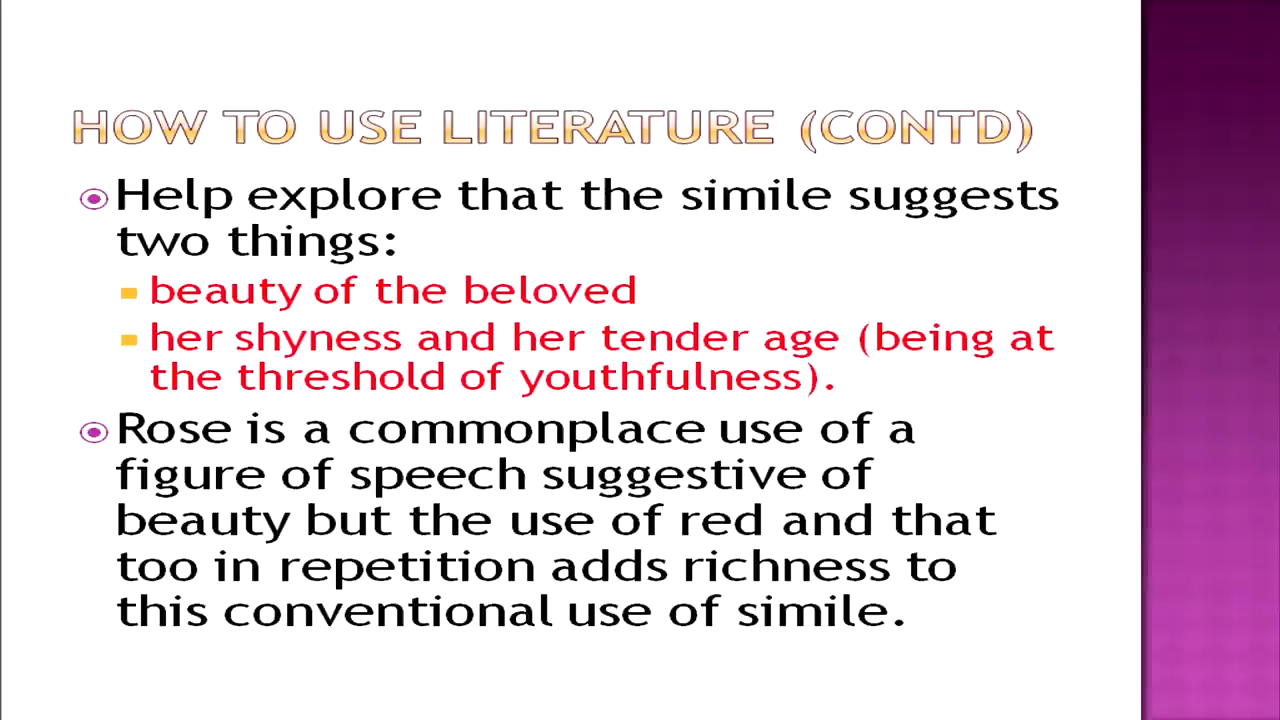 HOW TO USE LITERATURE (CONTD)
Help explore that the simile suggests
two things:
beauty of the beloved
her shyness and her tender age (being at
the threshold of youthfulness).
Rose is a commonplace use of a
figure of speech suggestive of
beauty but the use of red and that
too in repetition adds richness to
this conventional use of simile.